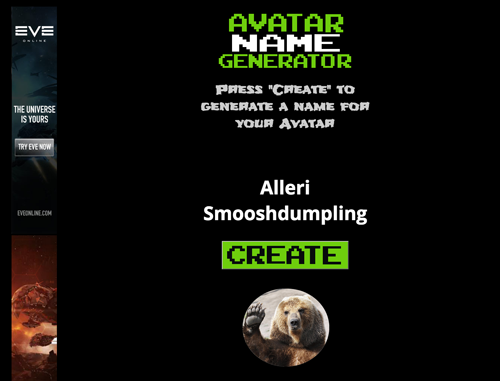 EVE
ONLINE
THE UNIVERSE
IS YOURS
TRY EVE NOW
EVEONLINE.COM
AVATAR
NAME
GENERATOR
Press "Create" to
generate a name for
your Avatar
Alleri
Smooshdumpling
CREATE